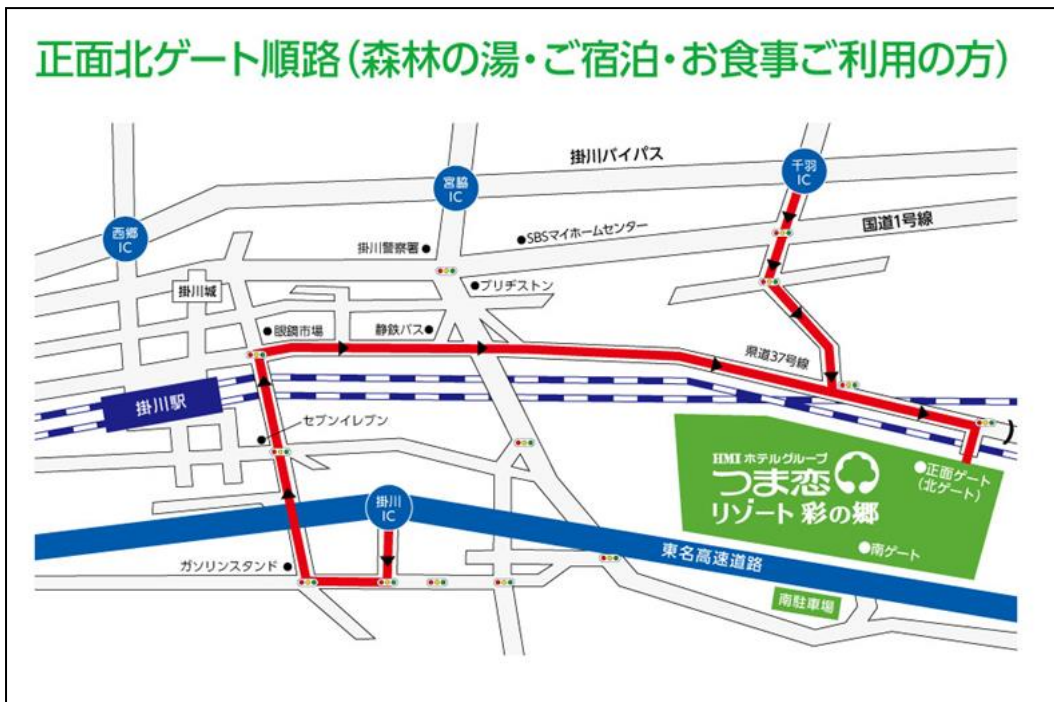 正面北ゲート順路(森林の湯・ご宿泊・お食事ご利用の方)
掛川バイパス
千羽
IC
宮脇
IC
国道1号線
西郷
IC
SBSマイホームセンター
掛川警察署
ブリヂストン
掛川城
眼鏡市場
静鉄バス
県道37号線
掛川駅
セブンイレブン
HMI ホテルグループ
つま恋
リゾート 彩の郷
正面ゲート
(北ゲート)
掛川
IC
南ゲート
東名高速道路
ガソリンスタンド
南駐車場